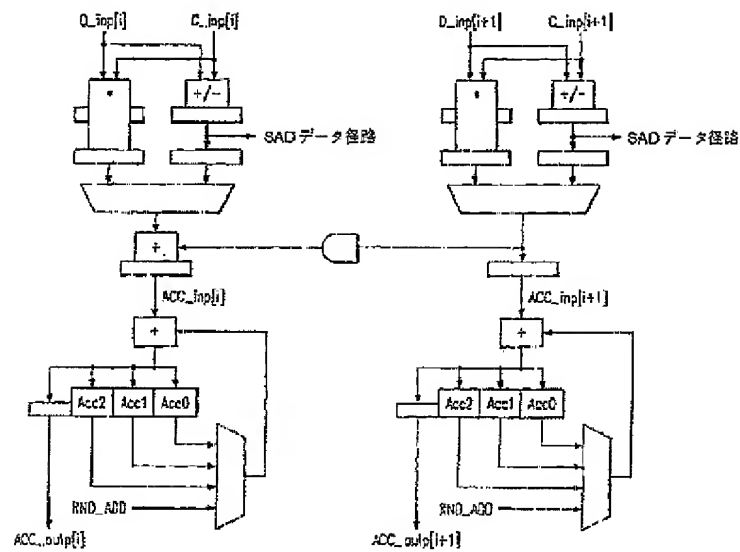 D_inp[i] C_inp[i] D_inp[i+1] C_inp[i+1]
* +/- * +/-
SADデータ径路 SADデータ径路
+
ACC_inp[i] ACC_inp[i+1]
+ +
Acc2 Acc1 Acc0 Acc2 Acc1 Acc0
RND_ADD RND_ADD
ACC_outp[i] ACC_outp[i+1]